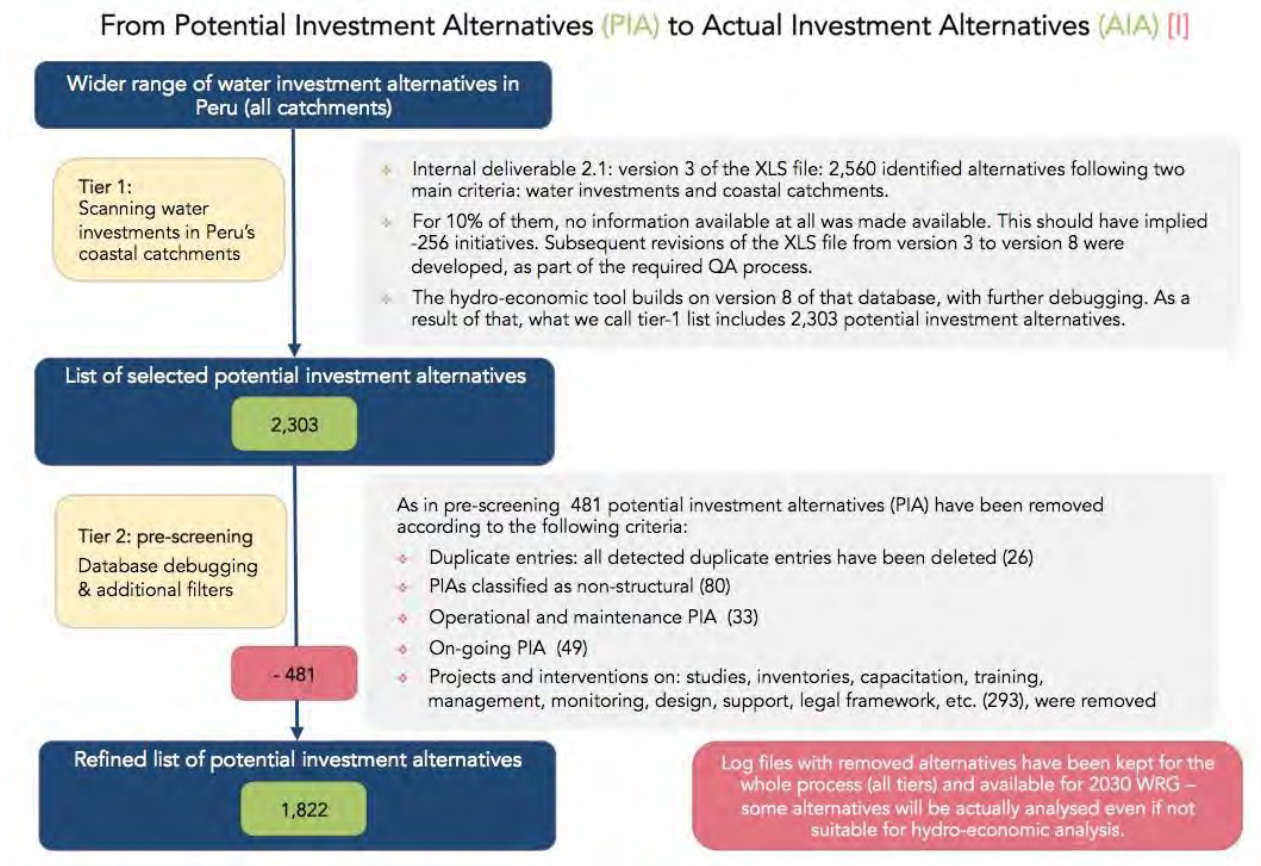 From Potential Investment Alternatives (PIA) to Actual Investment Alternatives (AIA) [I]
Wider range of water investment alternatives in
Peru (all catchments)
Tier 1:
Scanning water
investments in Peru's
coastal catchments
Internal deliverable 2.1: version 3 of the XLS file: 2,560 identified alternatives following two
main criteria: water investments and coastal catchments.
For 10% of them, no information available at all was made available. This should have implied
-256 initiatives. Subsequent revisions of the XLS file from version 3 to version 8 were
developed, as part of the required QA process.
The hydro-economic tool builds on version 8 of that database, with further debugging. As a
result of that, what we call tier-1 list includes 2,303 potential investment alternatives.
List of selected potential investment alternatives
2,303
Tier 2: pre-screening
Database debugging
& additional filters
As in pre-screening 481 potential investment alternatives (PIA) have been removed
according to the following criteria:
Duplicate entries: all detected duplicate entries have been deleted (26)
PIAs classified as non-structural (80)
Operational and maintenance PIA (33)
On-going PIA (49)
Projects and interventions on: studies, inventories, capacitation, training,
management, monitoring, design, support, legal framework, etc. (293), were removed
- 481
Refined list of potential investment alternatives
1,822
Log files with removed alternatives have been kept for the
whole process (all tiers) and available for 2030 WRG –
some alternatives will be actually analysed even if not
suitable for hydro-economic analysis.